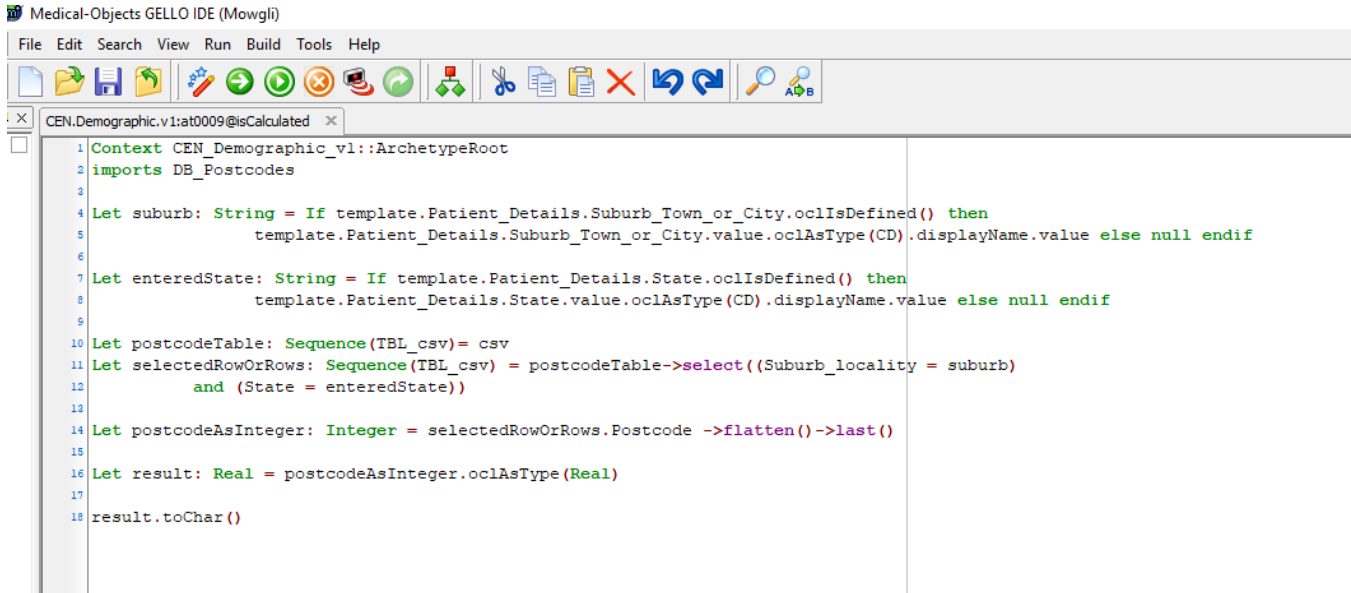 Medical-Objects GELLO IDE (Mowgli)
File Edit Search View Run Build Tools Help
CEN.Demographic.v1:at0009@isCalculated
1 Context CEN_Demographic_v1::ArchetypeRoot
2 imports DB_Postcodes
3
4 Let suburb: String = If template.Patient_Details.Suburb_Town_or_City.oclIsDefined() then
5 template.Patient_Details.Suburb_Town_or_City.value.oclAsType(CD).displayName.value else null endif
6
7 Let enteredState: String = If template.Patient_Details.State.oclIsDefined() then
8 template.Patient_Details.State.value.oclAsType(CD).displayName.value else null endif
9
10 Let postcodeTable: Sequence(TBL_csv)= csv
11 Let selectedRowOrRows: Sequence(TBL_csv) = postcodeTable->select((Suburb_locality = suburb)
12 and (State = enteredState))
13
14 Let postcodeAsInteger: Integer = selectedRowOrRows.Postcode ->flatten()->last()
15
16 Let result: Real = postcodeAsInteger.oclAsType(Real)
17
18 result.toChar()